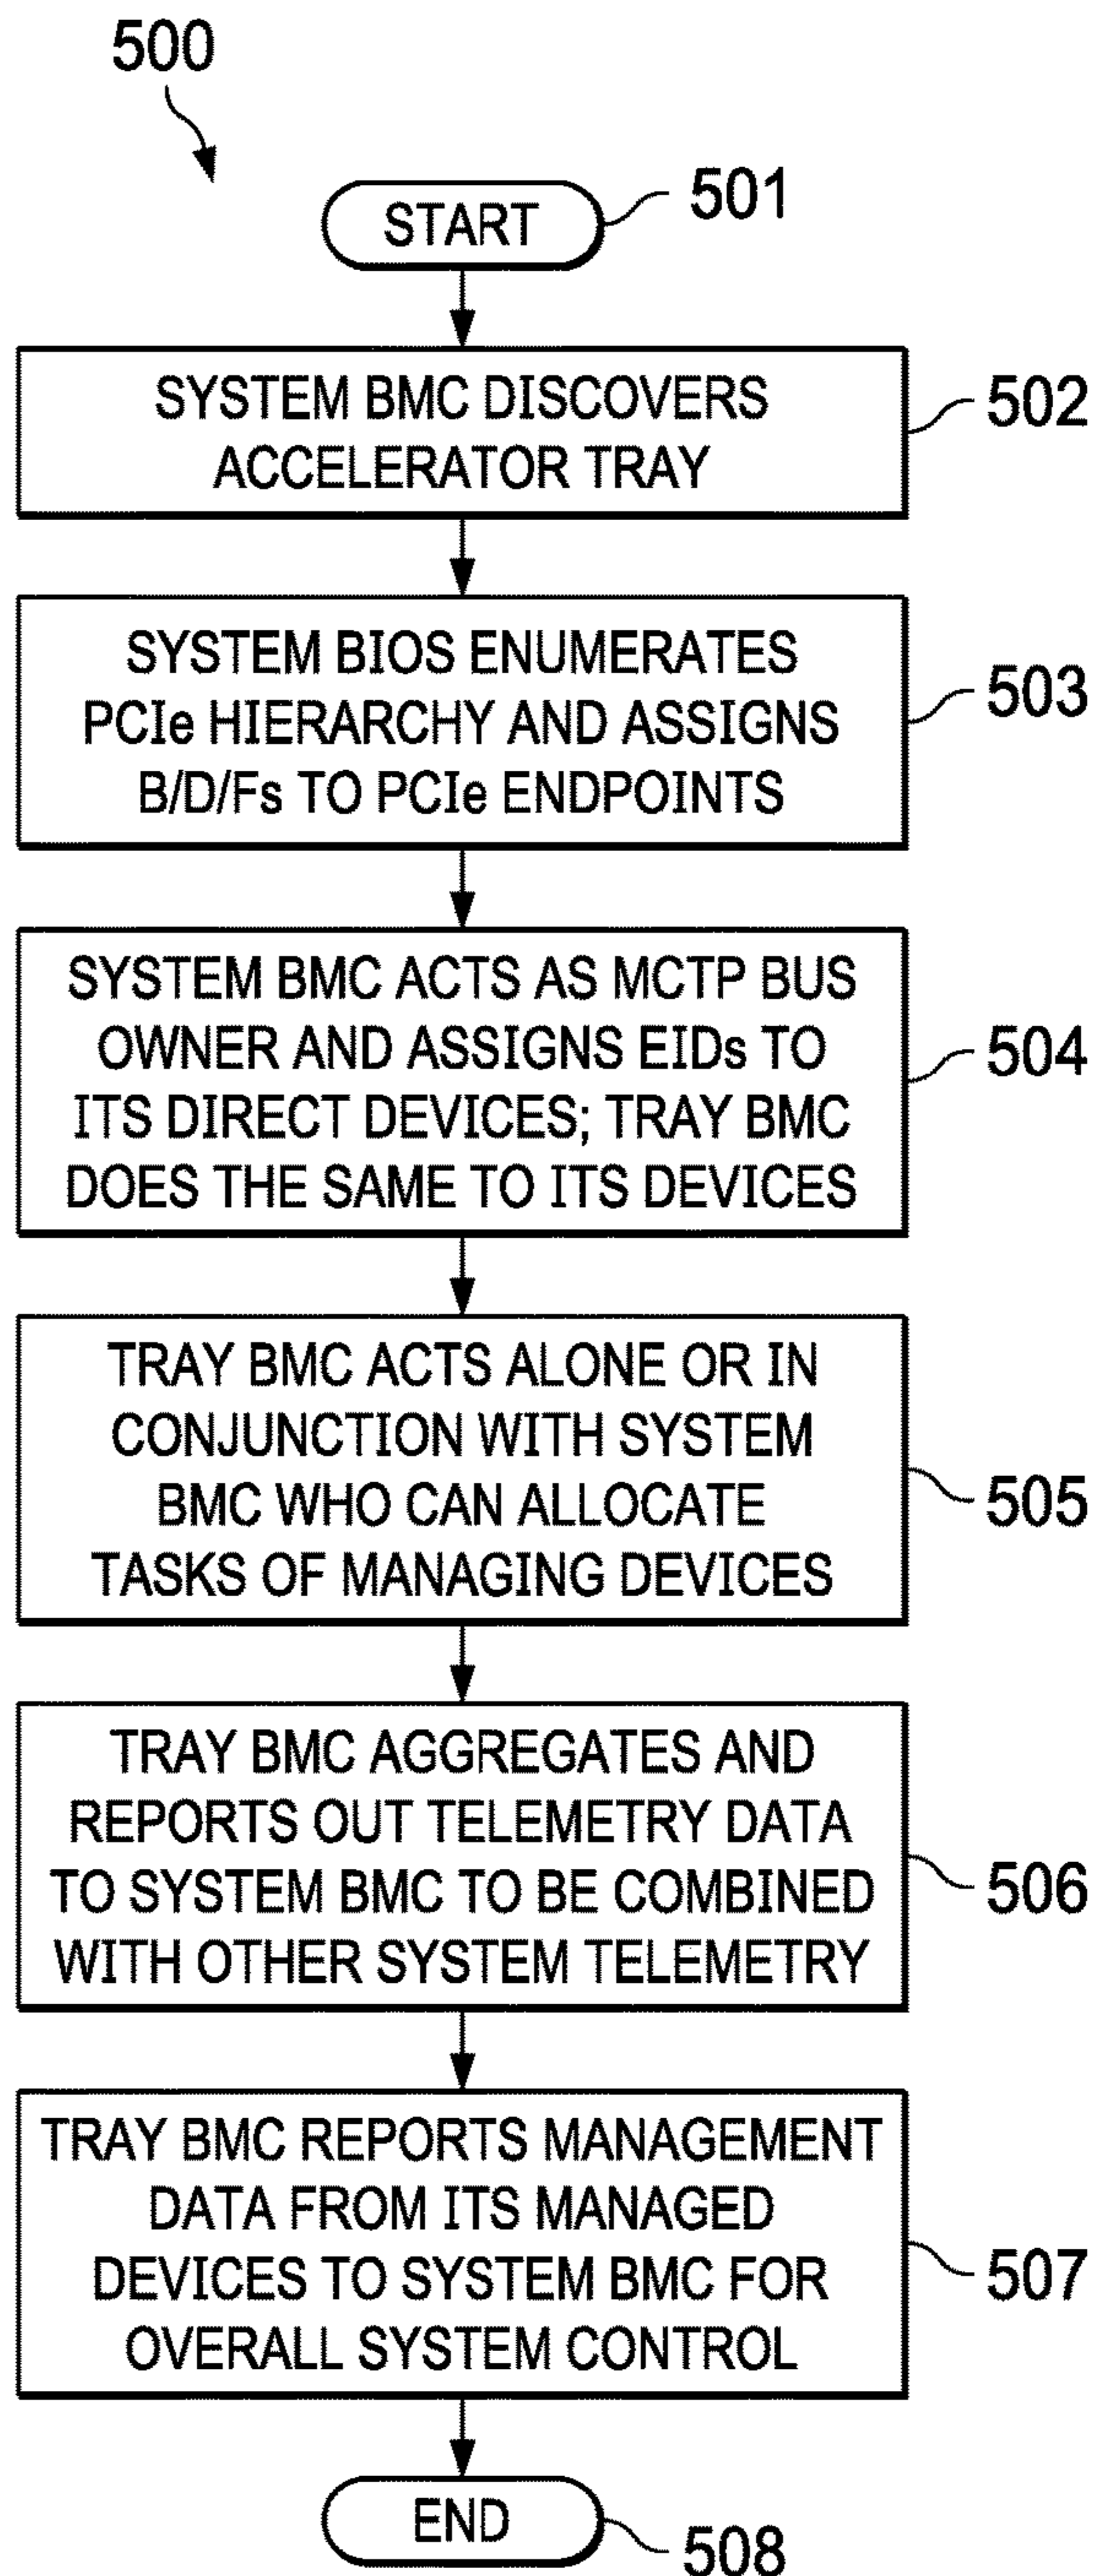 500
START
501
SYSTEM BMC DISCOVERS
ACCELERATOR TRAY
502
SYSTEM BIOS ENUMERATES
PCIe HIERARCHY AND ASSIGNS
B/D/Fs TO PCIe ENDPOINTS
503
SYSTEM BMC ACTS AS MCTP BUS
OWNER AND ASSIGNS EIDs TO
ITS DIRECT DEVICES; TRAY BMC
DOES THE SAME TO ITS DEVICES
504
TRAY BMC ACTS ALONE OR IN
CONJUNCTION WITH SYSTEM
BMC WHO CAN ALLOCATE
TASKS OF MANAGING DEVICES
505
TRAY BMC AGGREGATES AND
REPORTS OUT TELEMETRY DATA
TO SYSTEM BMC TO BE COMBINED
WITH OTHER SYSTEM TELEMETRY
506
TRAY BMC REPORTS MANAGEMENT
DATA FROM ITS MANAGED
DEVICES TO SYSTEM BMC FOR
OVERALL SYSTEM CONTROL
507
END
508